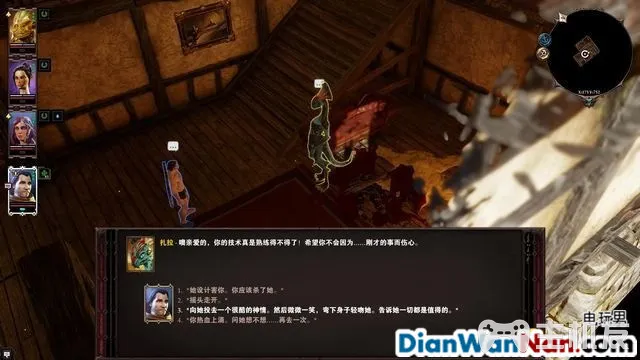 札拉 - 噢亲爱的，你的技术真是熟练得不得了！希望你不会因为……刚才的事而伤心。
1. "她设计害你。你应该杀了她。"
2. *摇头走开。*
3. *向她投去一个很酷的神情。然后微微一笑，弯下身子轻吻她。告诉她一切都是值得的。*
4. *你热血上涌。问她想不想……再去一次。*
电玩男
DianWanNan.com